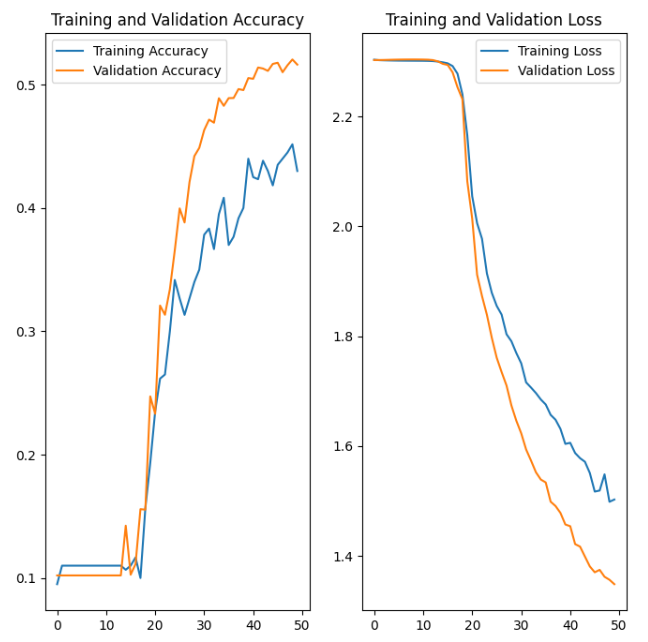 Training and Validation Accuracy
Training Accuracy
Validation Accuracy
0.5
0.4
0.3
0.2
0.1
0 10 20 30 40 50
Training and Validation Loss
Training Loss
Validation Loss
2.2
2.0
1.8
1.6
1.4
0 10 20 30 40 50